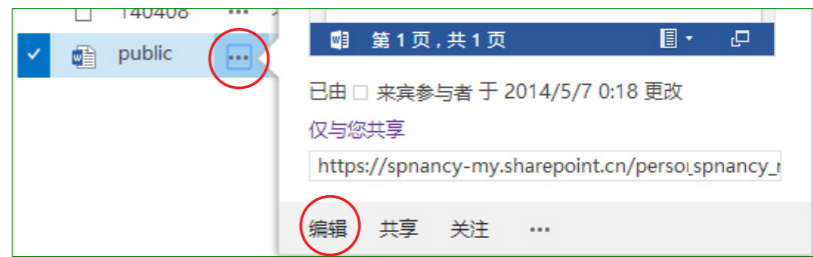 140408 •••
第 1 页 , 共 1 页
public •••
已由 来宾参与者 于 2014/5/7 0:18 更改
仅与您共享
https://spnancy-my.sharepoint.cn/perso spnancy_
编辑 共享 关注 •••